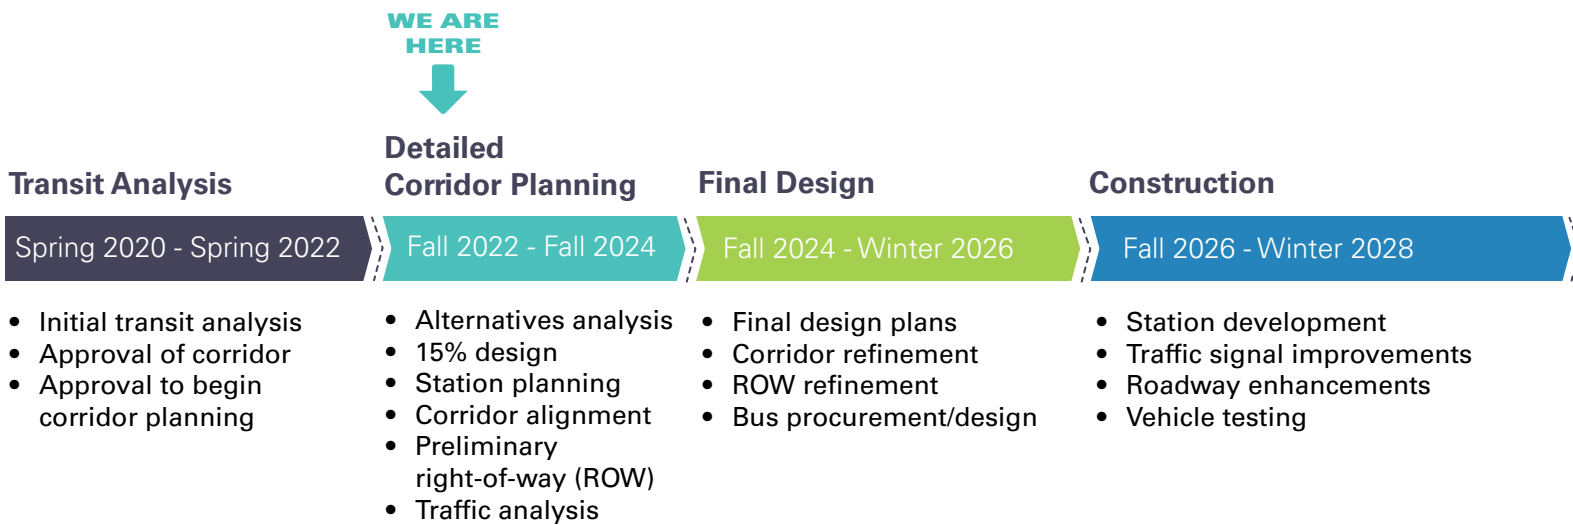 WE ARE
HERE
Transit Analysis
Spring 2020 - Spring 2022
• Initial transit analysis
• Approval of corridor
• Approval to begin
corridor planning
Detailed
Corridor Planning
Fall 2022 - Fall 2024
• Alternatives analysis
• 15% design
• Station planning
• Corridor alignment
• Preliminary
right-of-way (ROW)
• Traffic analysis
Final Design
Fall 2024 - Winter 2026
• Final design plans
• Corridor refinement
• ROW refinement
• Bus procurement/design
Construction
Fall 2026 - Winter 2028
• Station development
• Traffic signal improvements
• Roadway enhancements
• Vehicle testing